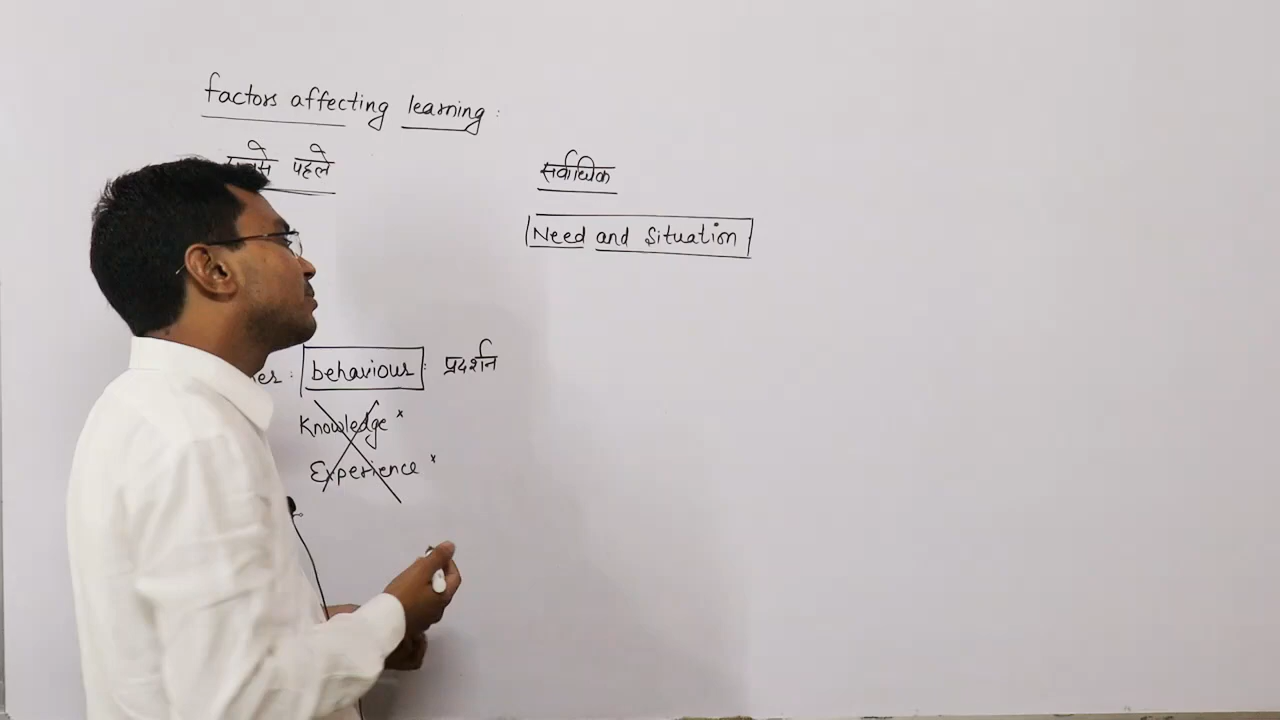 factors affecting learning :
पहले
सर्वाधिक
Need and Situation
: behaviour : प्रदर्शन
Knowledge ×
Experience ×